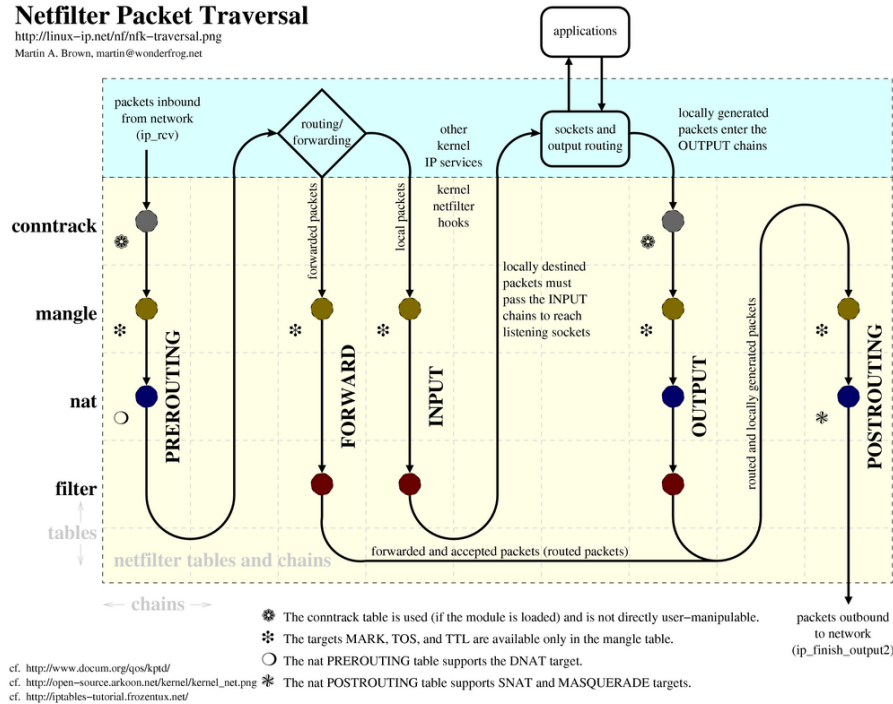 Netfilter Packet Traversal
http://linux-ip.net/nf/nfk-traversal.png
Martin A. Brown, martin@wonderfrog.net
applications
packets inbound
from network
(ip_rcv)
routing/
forwarding
other
kernel
IP services
sockets and
output routing
locally generated
packets enter the
OUTPUT chains
kernel
netfilter
hooks
forwarded packets
local packets
conntrack
locally destined
packets must
pass the INPUT
chains to reach
listening sockets
mangle
routed and locally generated packets
PREROUTING
FORWARD
INPUT
OUTPUT
POSTROUTING
nat
filter
tables
netfilter tables and chains
forwarded and accepted packets (routed packets)
chains
packets outbound
to network
(ip_finish_output2)
The conntrack table is used (if the module is loaded) and is not directly user-manipulable.
The targets MARK, TOS, and TTL are available only in the mangle table.
The nat PREROUTING table supports the DNAT target.
The nat POSTROUTING table supports SNAT and MASQUERADE targets.
cf. http://www.docum.org/qos/kptd/
cf. http://open-source.arkoon.net/kernel/kernel_net.png
cf. http://iptables-tutorial.frozentux.net/